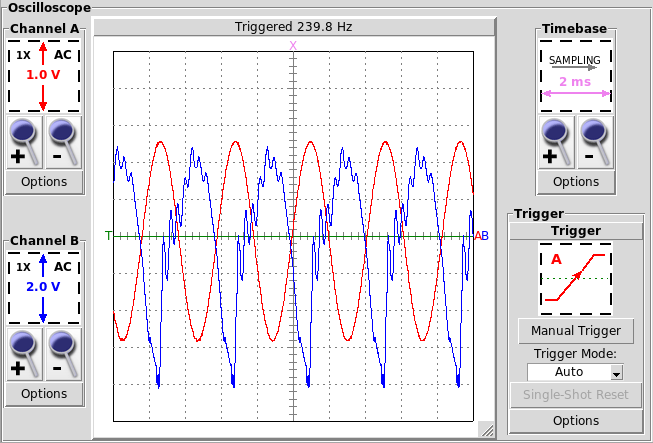 Oscilloscope
Channel A
1X AC
1.0 V
+ -
Options
Channel B
1X AC
2.0 V
+ -
Options
Triggered 239.8 Hz
X
T
AB
Timebase
SAMPLING
2 ms
+ -
Options
Trigger
Trigger
A
Manual Trigger
Trigger Mode:
Auto
Single-Shot Reset
Options